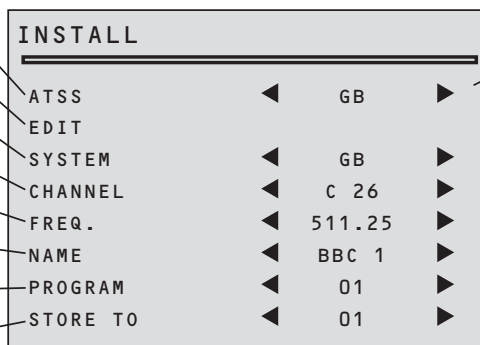 INSTALL
ATSS ◀ GB ▶
EDIT
SYSTEM ◀ GB ▶
CHANNEL ◀ C 26 ▶
FREQ. ◀ 511.25 ▶
NAME ◀ BBC 1 ▶
PROGRAM ◀ 01 ▶
STORE TO ◀ 01 ▶